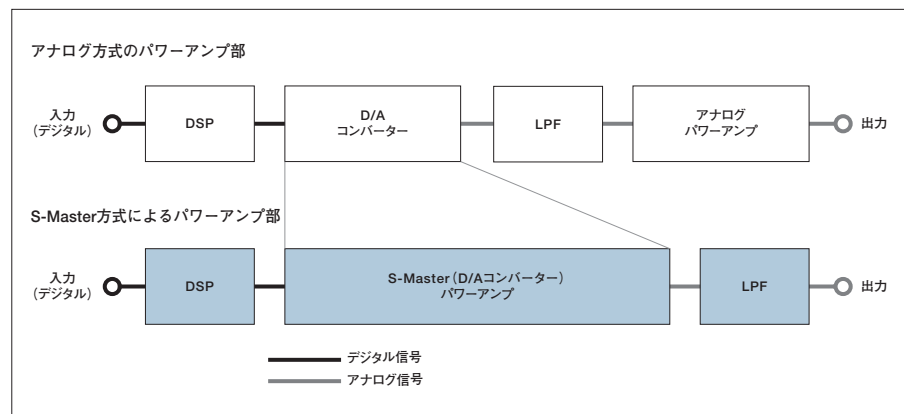 アナログ方式のパワーアンプ部
入力
(デジタル)
DSP
D/A
コンバーター
LPF
アナログ
パワーアンプ
出力
S-Master方式によるパワーアンプ部
入力
(デジタル)
DSP
S-Master(D/Aコンバーター)
パワーアンプ
LPF
出力
デジタル信号
アナログ信号